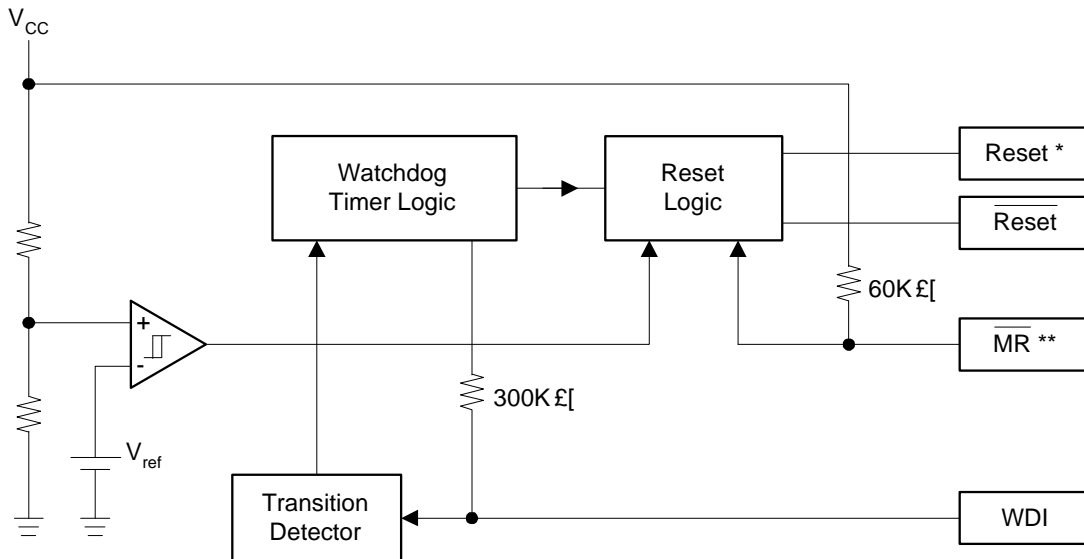 VCC
Watchdog
Timer Logic
Reset
Logic
Reset *
Reset
60K £[
MR **
+
-
300K £[
Vref
Transition
Detector
WDI